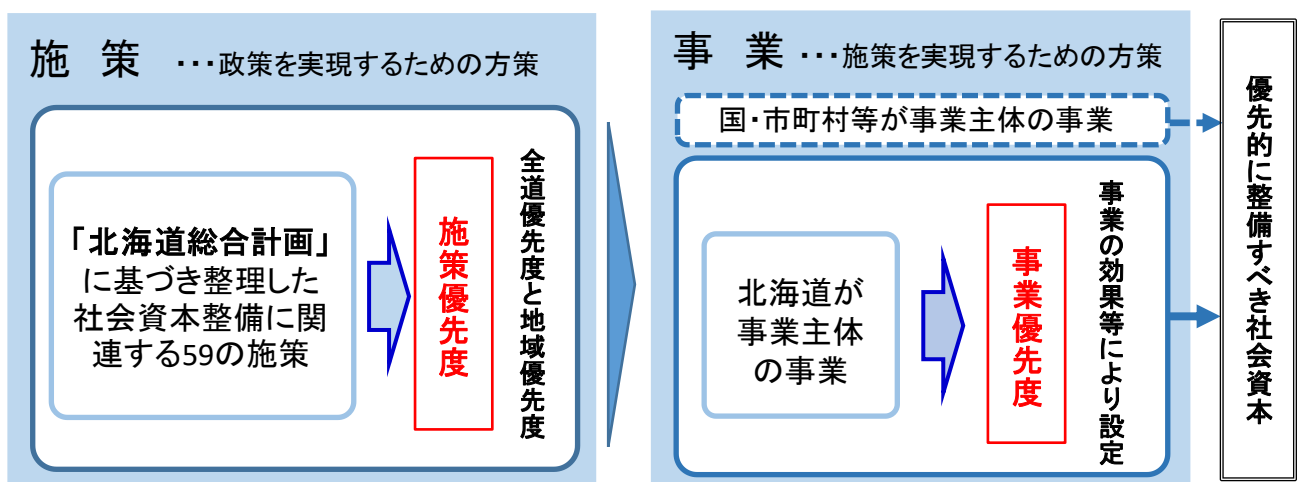 施　策　･･･政策を実現するための方策
「北海道総合計画」
に基づき整理した
社会資本整備に関
連する59の施策
施策優先度
全道優先度と地域優先度
事　業　･･･施策を実現するための方策
国･市町村等が事業主体の事業
北海道が
事業主体
の事業
事業優先度
事業の効果等により設定
優先的に整備すべき社会資本